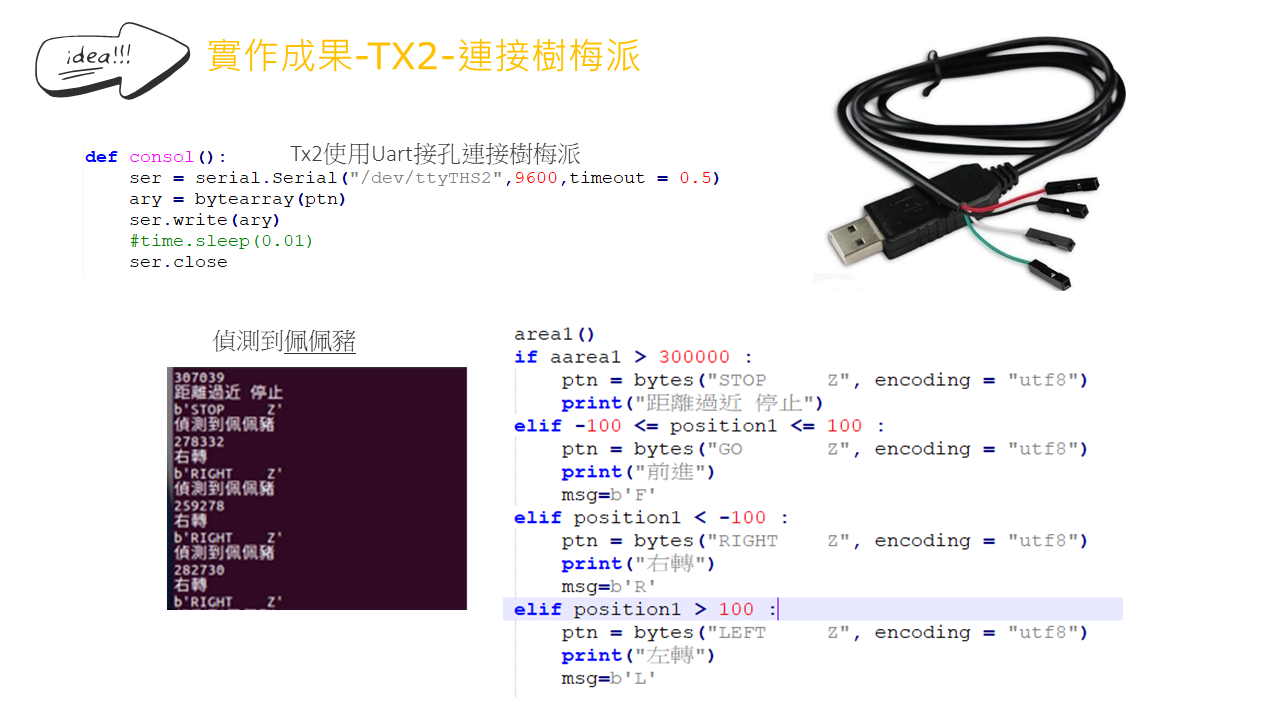 idea!!!
實作成果-TX2-連接樹梅派
Tx2使用Uart接孔連接樹梅派
def consol():
    ser = serial.Serial("/dev/ttyTHS2",9600,timeout = 0.5)
    ary = bytearray(ptn)
    ser.write(ary)
    #time.sleep(0.01)
    ser.close
偵測到佩佩豬
307039
距離過近 停止
b'STOP     Z'
偵測到佩佩豬
278332
右轉
b'RIGHT    Z'
偵測到佩佩豬
259278
右轉
b'RIGHT    Z'
偵測到佩佩豬
282730
右轉
b'RIGHT    Z'
area1()
if aarea1 > 300000 :
    ptn = bytes("STOP     Z", encoding = "utf8")
    print("距離過近 停止")
elif -100 <= position1 <= 100 :
    ptn = bytes("GO       Z", encoding = "utf8")
    print("前進")
    msg=b'F'
elif position1 < -100 :
    ptn = bytes("RIGHT    Z", encoding = "utf8")
    print("右轉")
    msg=b'R'
elif position1 > 100 :
    ptn = bytes("LEFT     Z", encoding = "utf8")
    print("左轉")
    msg=b'L'